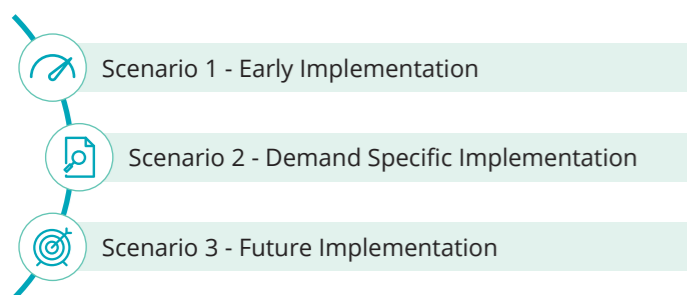 Scenario 1 - Early Implementation
Scenario 2 - Demand Specific Implementation
Scenario 3 - Future Implementation